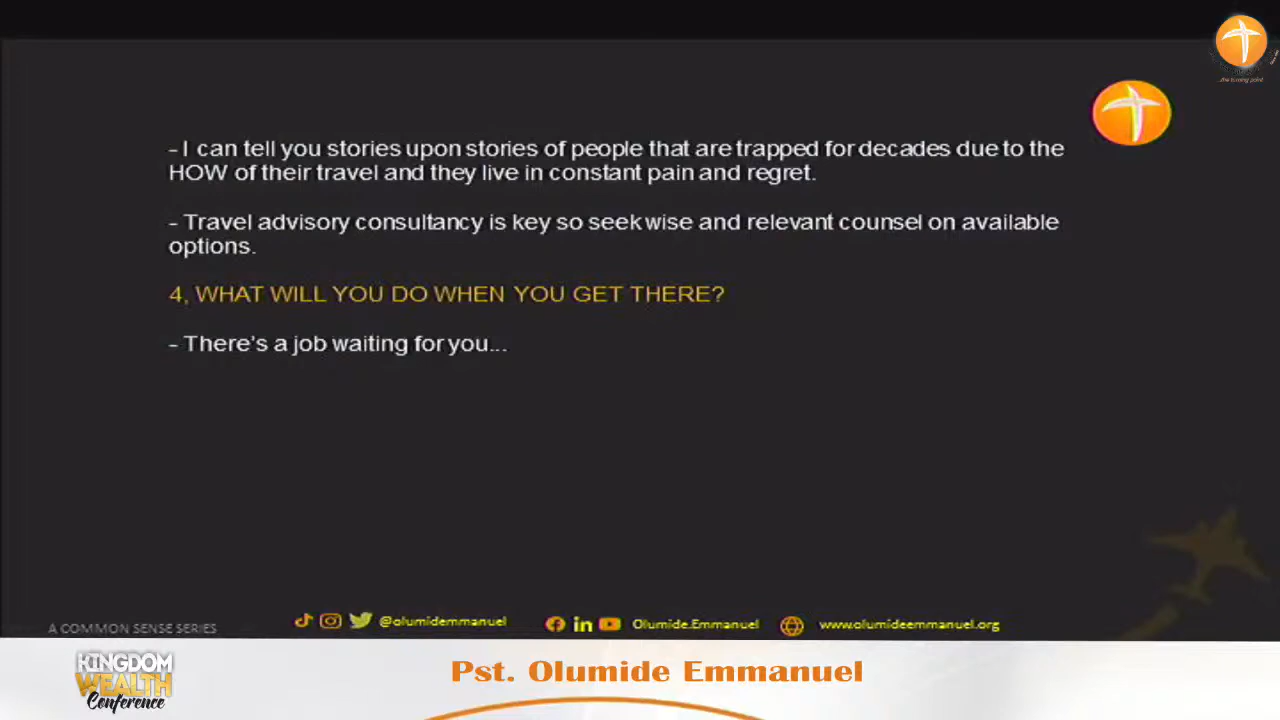 - I can tell you stories upon stories of people that are trapped for decades due to the
HOW of their travel and they live in constant pain and regret.
- Travel advisory consultancy is key so seek wise and relevant counsel on available
options.
4, WHAT WILL YOU DO WHEN YOU GET THERE?
- There's a job waiting for you...
A COMMON SENSE SERIES
@olumidemmanuel
Olumide.Emmanuel
www.olumideemmanuel.org
KINGDOM
WEALTH
Conference
Pst. Olumide Emmanuel